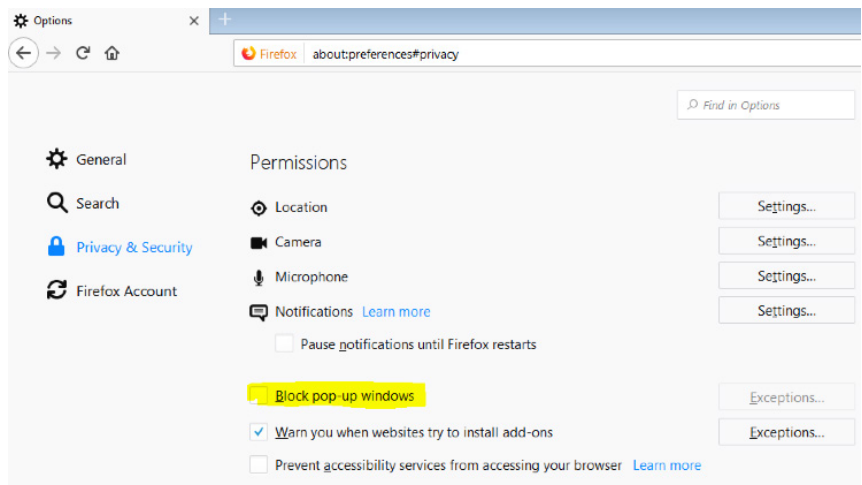 Options
Firefox about:preferences#privacy
Find in Options
General
Search
Privacy & Security
Firefox Account
Permissions
Location Settings...
Camera Settings...
Microphone Settings...
Notifications Learn more Settings...
Pause notifications until Firefox restarts
Block pop-up windows Exceptions...
Warn you when websites try to install add-ons Exceptions...
Prevent accessibility services from accessing your browser Learn more